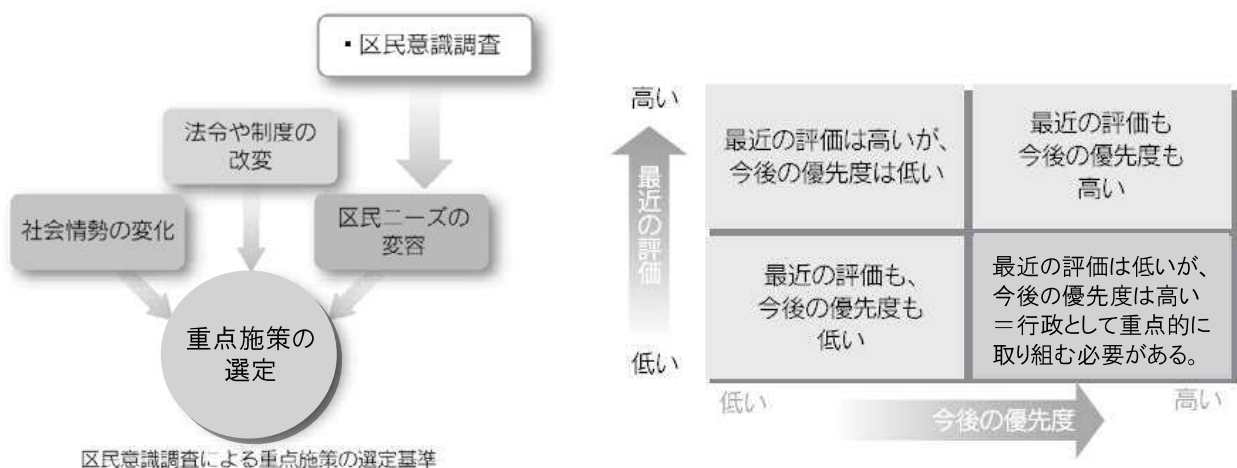 ・区民意識調査
法令や制度の
改変
社会情勢の変化
区民ニーズの
変容
重点施策の
選定
区民意識調査による重点施策の選定基準
高い
最近の評価
低い
最近の評価は高いが、
今後の優先度は低い
最近の評価も
今後の優先度も
高い
最近の評価も、
今後の優先度も
低い
最近の評価は低いが、
今後の優先度は高い
＝行政として重点的に
取り組む必要がある。
低い
今後の優先度
高い